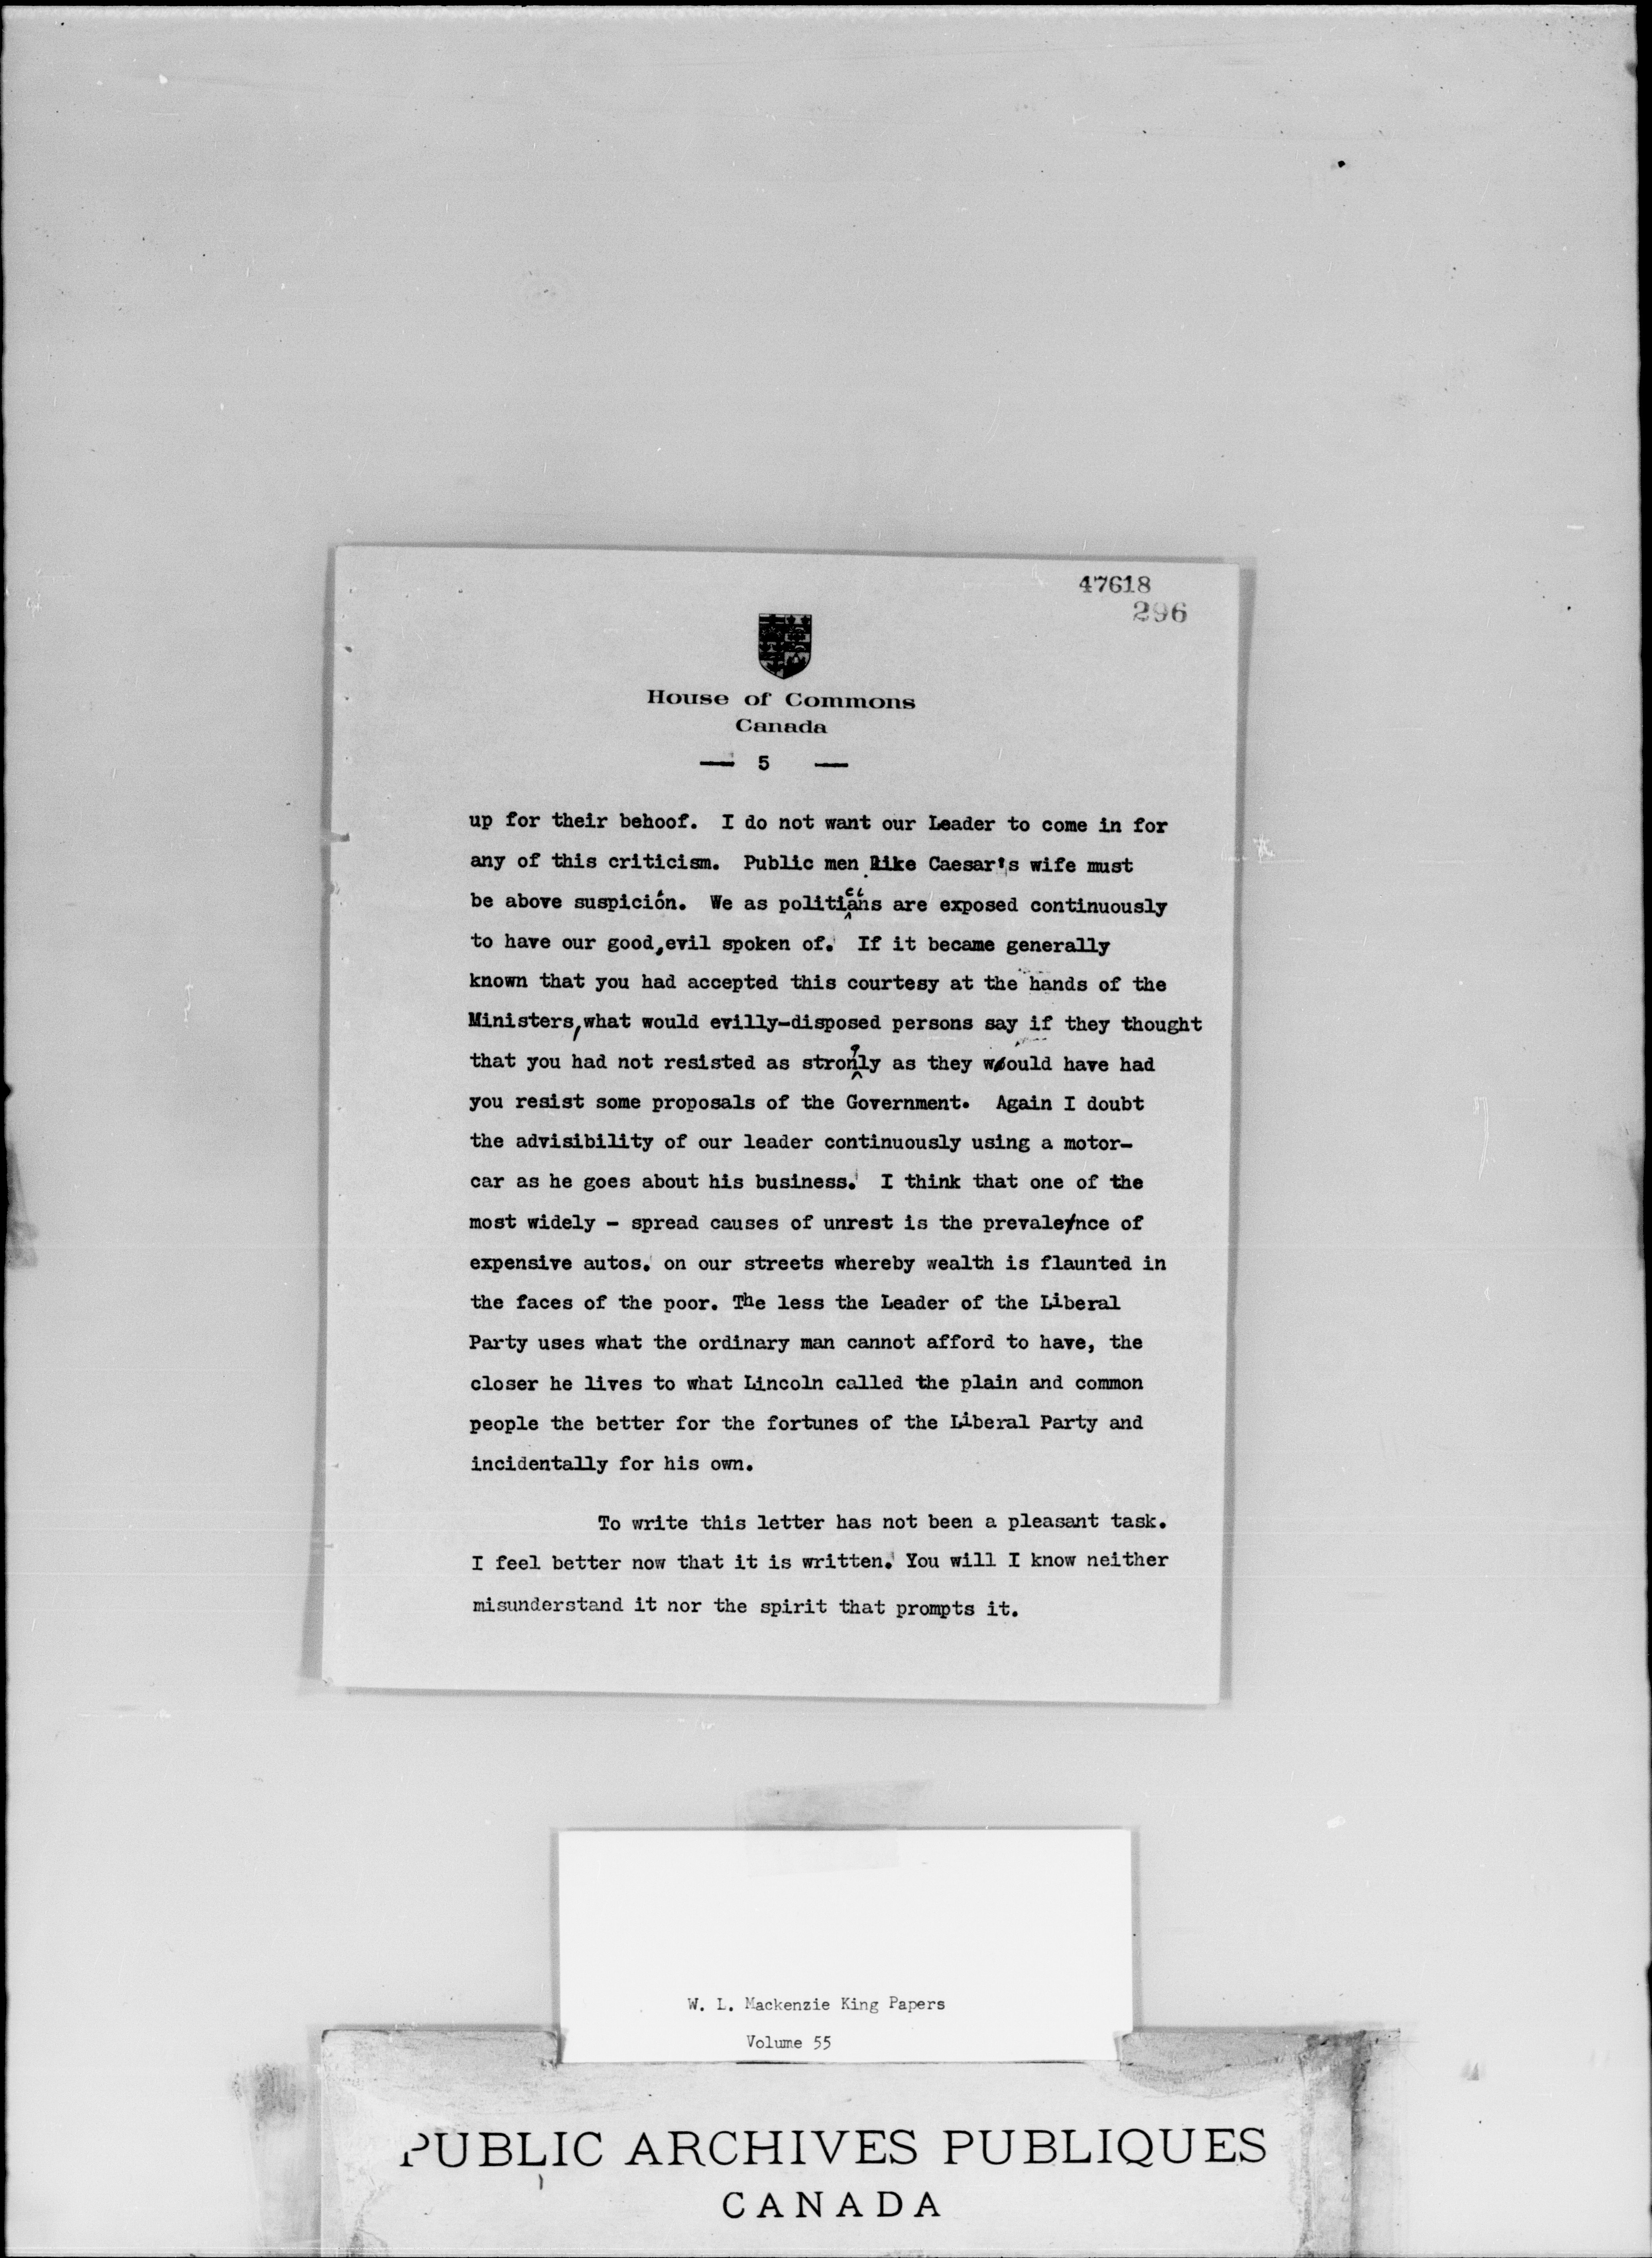 47618
296
House of Commons
Canada
— 5 —
up for their behoof. I do not want our Leader to come in for
any of this criticism. Public men like Caesar's wife must
be above suspición. We as politicians are exposed continuously
to have our good, evil spoken of. If it became generally
known that you had accepted this courtesy at the hands of the
Ministers, what would evilly-disposed persons say if they thought
that you had not resisted as strongly as they would have had
you resist some proposals of the Government. Again I doubt
the advisibility of our leader continuously using a motor-
car as he goes about his business. I think that one of the
most widely - spread causes of unrest is the prevalence of
expensive autos. on our streets whereby wealth is flaunted in
the faces of the poor. The less the Leader of the Liberal
Party uses what the ordinary man cannot afford to have, the
closer he lives to what Lincoln called the plain and common
people the better for the fortunes of the Liberal Party and
incidentally for his own.
To write this letter has not been a pleasant task.
I feel better now that it is written. You will I know neither
misunderstand it nor the spirit that prompts it.
W. L. Mackenzie King Papers
Volume 55
PUBLIC ARCHIVES PUBLIQUES
CANADA